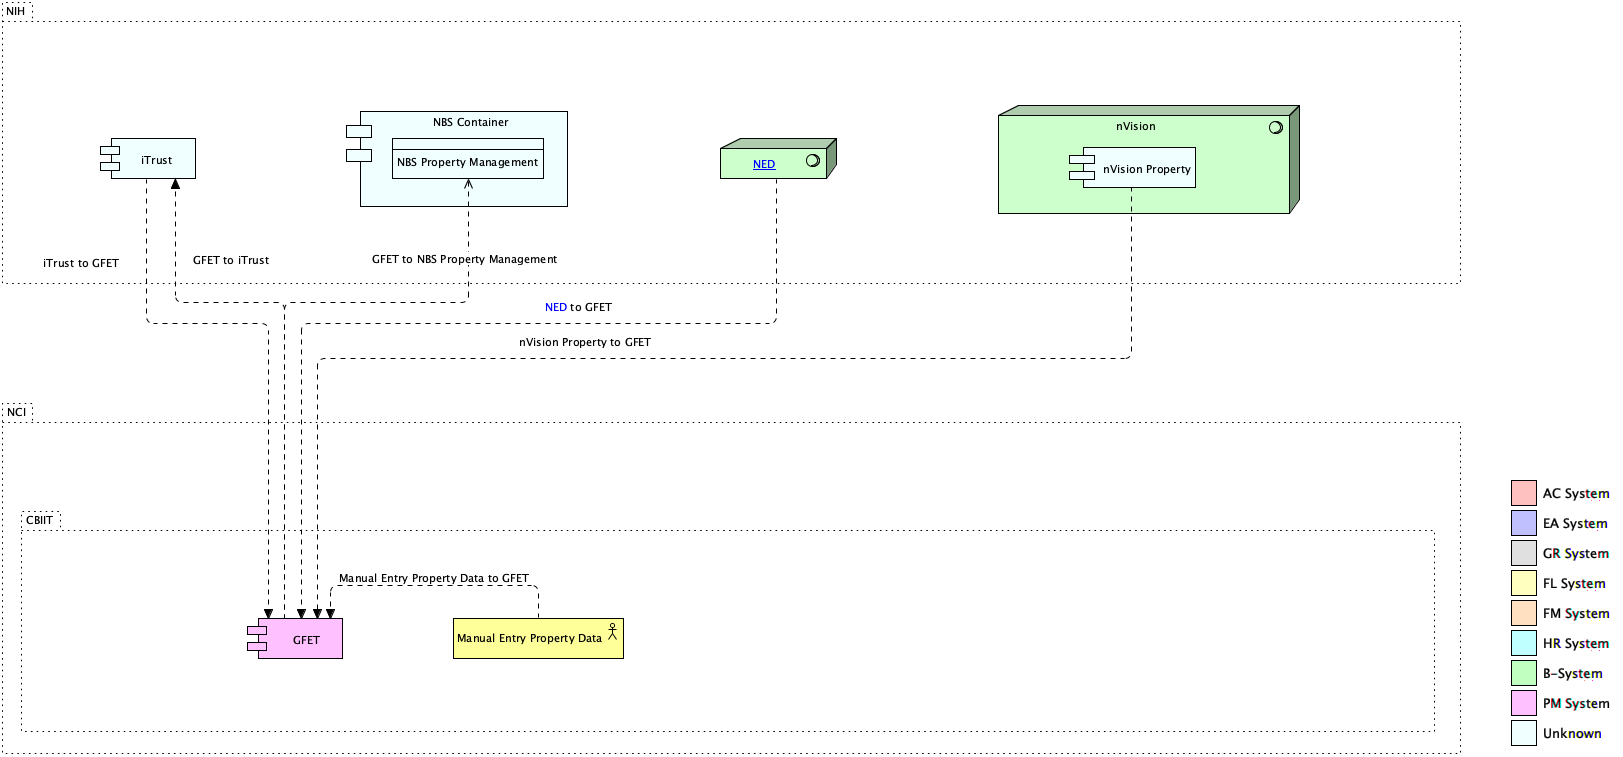 NIH
NBS Container
nVision
iTrust
NBS Property Management
NED
nVision Property
iTrust to GFET
GFET to iTrust
GFET to NBS Property Management
NED to GFET
nVision Property to GFET
NCI
CBIIT
Manual Entry Property Data to GFET
GFET
Manual Entry Property Data
AC System
EA System
GR System
FL System
FM System
HR System
B-System
PM System
Unknown